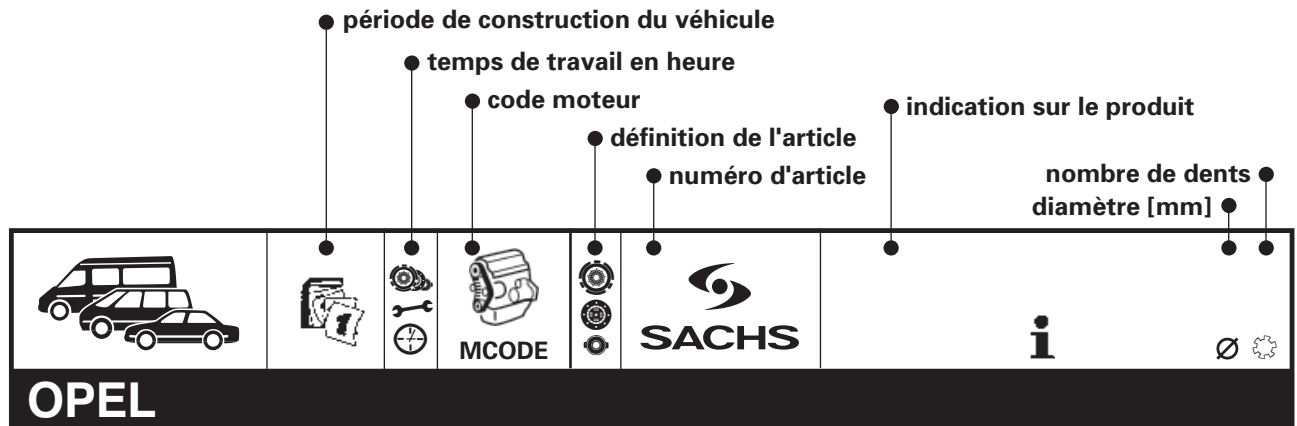 période de construction du véhicule
temps de travail en heure
code moteur
indication sur le produit
définition de l'article
numéro d'article
nombre de dents
diamètre [mm]
1
MCODE
SACHS
i
Ø
OPEL